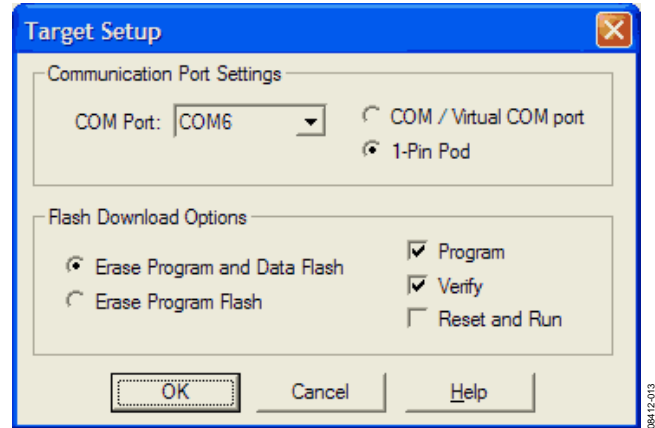 Target Setup
Communication Port Settings
COM Port: COM6
COM / Virtual COM port
1-Pin Pod
Flash Download Options
Erase Program and Data Flash
Erase Program Flash
Program
Verify
Reset and Run
OK Cancel Help
08412-013